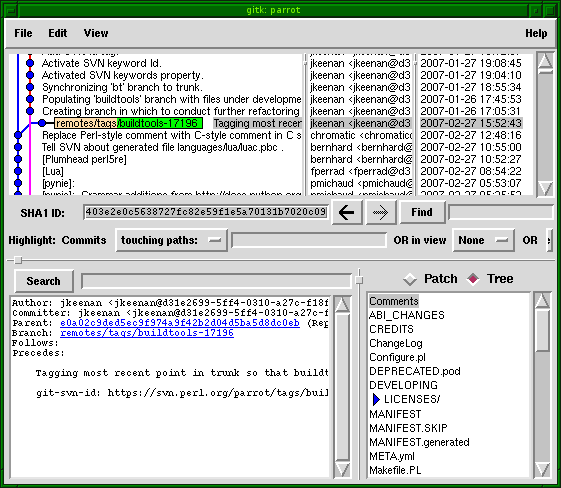 gitk: parrot
File Edit View Help
jkeenan <jkeenan@d3 2007-01-27 19:08:45
Activated SVN keyword Id. jkeenan <jkeenan@d3 2007-01-27 19:04:10
Activated SVN keywords property. jkeenan <jkeenan@d3 2007-01-27 18:55:34
Synchronizing 'bt' branch to trunk. jkeenan <jkeenan@d3 2007-01-26 17:45:53
Populating 'buildtools' branch with files under developme jkeenan <jkeenan@d3 2007-01-26 17:05:31
Creating branch in which to conduct further refactoring
remotes/tags/buildtools-17196 Tagging most recen jkeenan <jkeenan@d3 2007-02-27 15:52:43
Replace Perl-style comment with C-style comment in C s chromatic <chromatic 2007-02-27 12:48:16
Tell SVN about generated file languages/lua/luac.pbc . bernhard <bernhard@ 2007-02-27 10:55:00
[Plumhead perl5re] bernhard <bernhard@ 2007-02-27 10:52:27
[Lua] fperrad <fperrad@d3 2007-02-27 08:51:22
[pynie]: pmichaud <pmichaud@ 2007-02-27 05:53:07
[pynie]: Grammar additions from http://docs.python.org pmichaud <pmichaud@ 2007-02-27 05:53:52
SHA1 ID: 403e2e0c5638727fc82e59f1e5a70131b7020c09 Find
Highlight: Commits touching paths: OR in view None OR
Search Patch Tree
Author: jkeenan <jkeenan@d31e2699-5ff4-0310-a27c-f18f
Committer: jkeenan <jkeenan@d31e2699-5ff4-0310-a27c-f
Parent: e0a02c9ded5ec9f974a9f42b2d04d5ba5d8dc0eb (Rep
Branch: remotes/tags/buildtools-17196
Follows:
Precedes:
Tagging most recent point in trunk so that buildt
git-svn-id: https://svn.perl.org/parrot/tags/bui
Comments
ABI_CHANGES
CREDITS
ChangeLog
Configure.pl
DEPRECATED.pod
DEVELOPING
LICENSES/
MANIFEST
MANIFEST.SKIP
MANIFEST.generated
META.yml
Makefile.PL